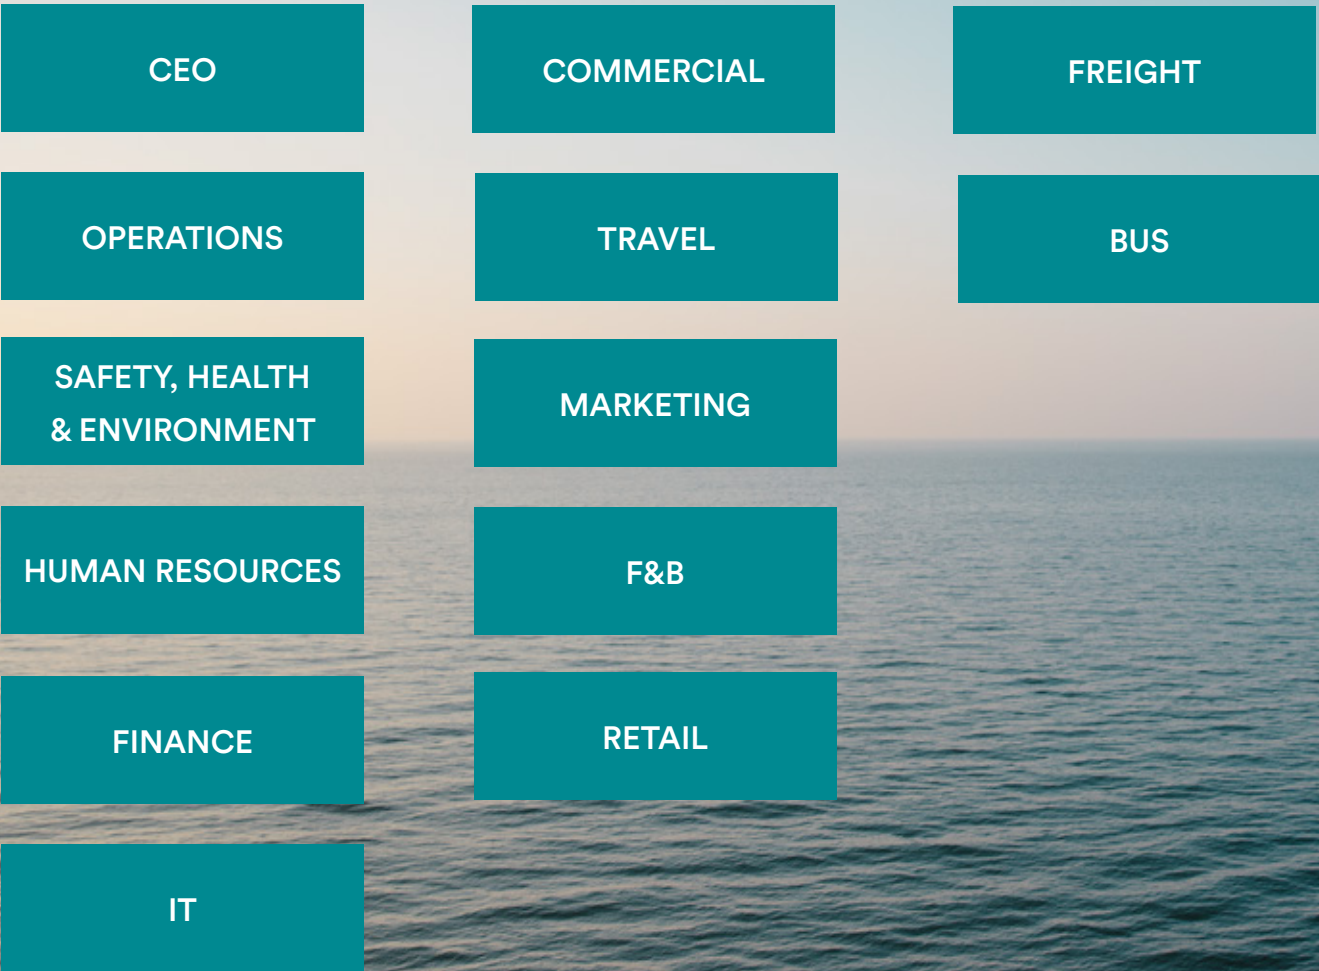 CEO
OPERATIONS
SAFETY, HEALTH
& ENVIRONMENT
HUMAN RESOURCES
FINANCE
IT
COMMERCIAL
TRAVEL
MARKETING
F&B
RETAIL
FREIGHT
BUS